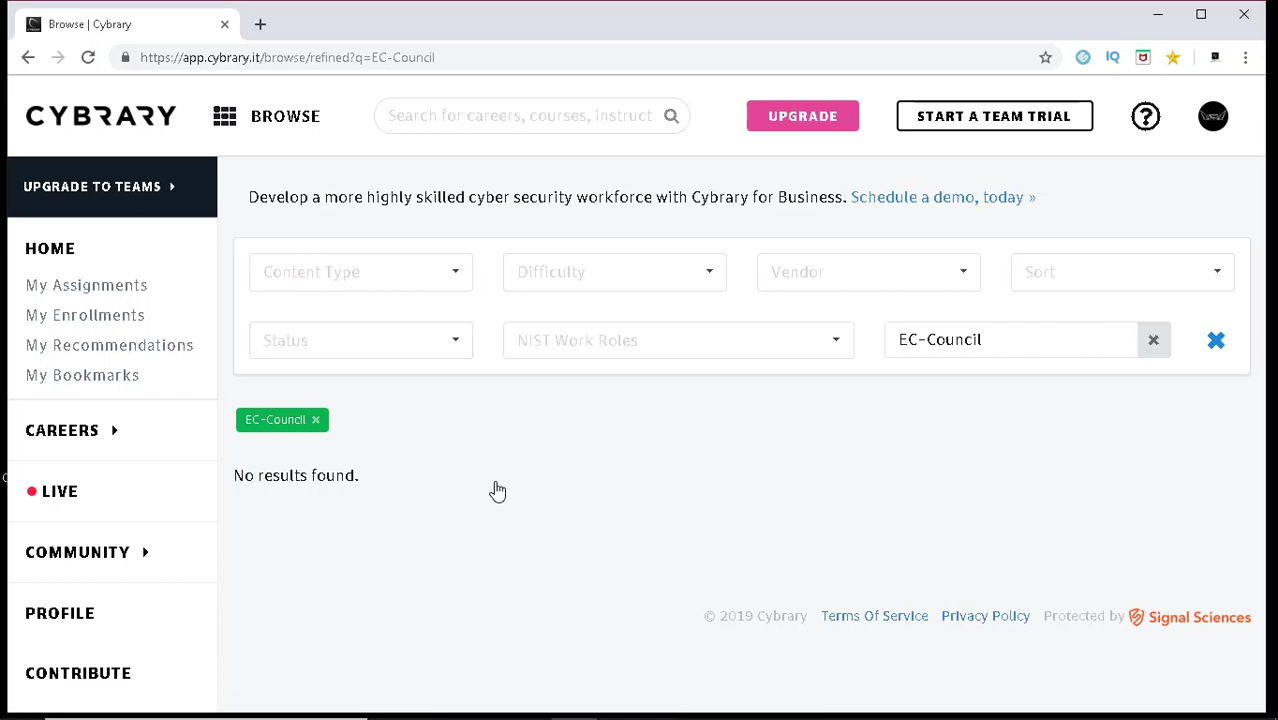 Browse | Cybrary
https://app.cybrary.it/browse/refined?q=EC-Council
CYBRARY
BROWSE
Search for careers, courses, instruct
UPGRADE
START A TEAM TRIAL
UPGRADE TO TEAMS
Develop a more highly skilled cyber security workforce with Cybrary for Business. Schedule a demo, today »
HOME
My Assignments
My Enrollments
My Recommendations
My Bookmarks
CAREERS
LIVE
COMMUNITY
PROFILE
CONTRIBUTE
Content Type
Difficulty
Vendor
Sort
Status
NIST Work Roles
EC-Council
EC-Council
No results found.
© 2019 Cybrary Terms Of Service Privacy Policy Protected by Signal Sciences